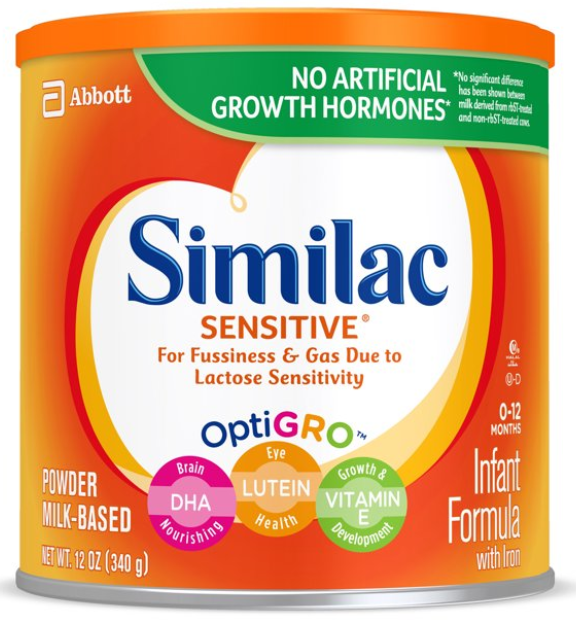 Abbott
NO ARTIFICIAL
GROWTH HORMONES*
*No significant difference
has been shown between
milk derived from rbST-treated
and non-rbST-treated cows.
Similac
SENSITIVE®
For Fussiness & Gas Due to
Lactose Sensitivity
OptiGRO™
Brain
DHA
Nourishing
Eye
LUTEIN
Health
Growth &
VITAMIN
E
Development
POWDER
MILK-BASED
NET WT. 12 OZ (340 g)
U-D
0-12
MONTHS
Infant
Formula
with Iron